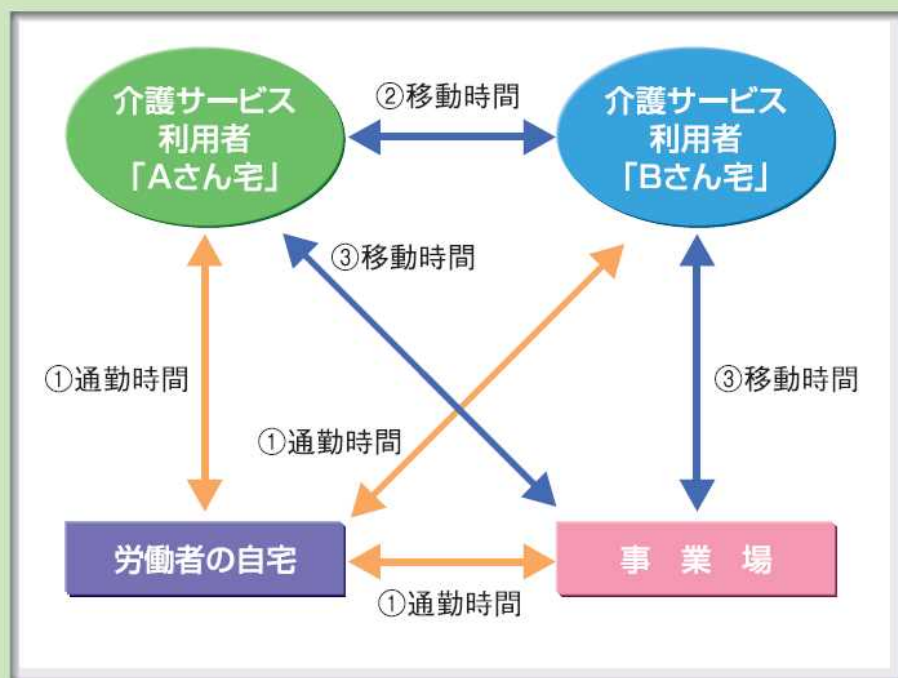 介護サービス
利用者
「Aさん宅」
②移動時間
介護サービス
利用者
「Bさん宅」
③移動時間
①通勤時間
③移動時間
①通勤時間
労働者の自宅
事 業 場
①通勤時間